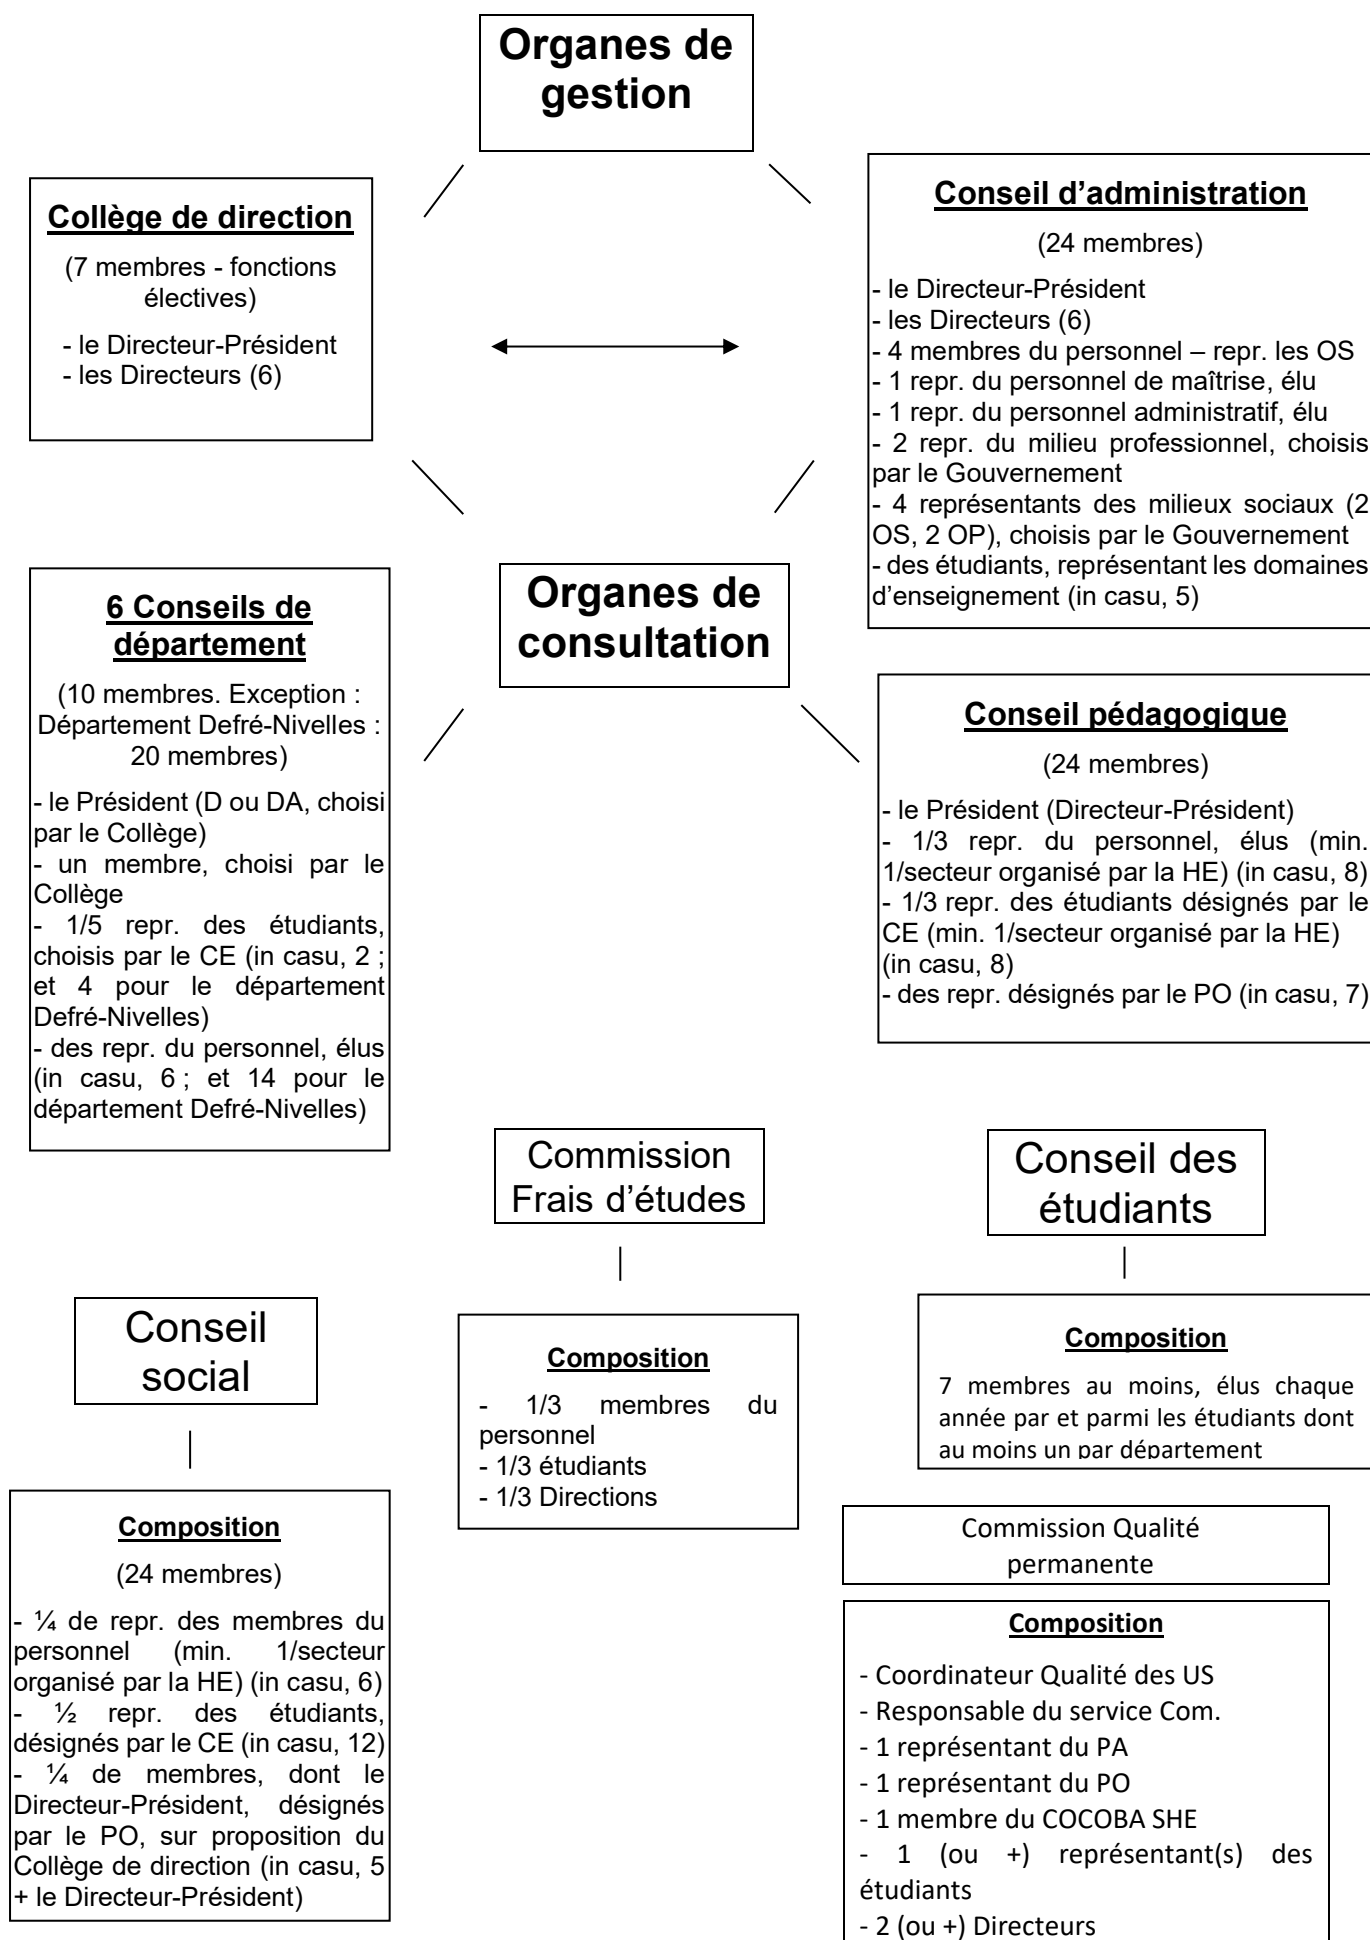 Organes de
gestion
Collège de direction
(7 membres - fonctions
électives)
- le Directeur-Président
- les Directeurs (6)
Conseil d’administration
(24 membres)
- le Directeur-Président
- les Directeurs (6)
- 4 membres du personnel – repr. les OS
- 1 repr. du personnel de maîtrise, élu
- 1 repr. du personnel administratif, élu
- 2 repr. du milieu professionnel, choisis
par le Gouvernement
- 4 représentants des milieux sociaux (2
OS, 2 OP), choisis par le Gouvernement
- des étudiants, représentant les domaines
d’enseignement (in casu, 5)
Organes de
consultation
6 Conseils de
département
(10 membres. Exception :
Département Defré-Nivelles :
20 membres)
- le Président (D ou DA, choisi
par le Collège)
- un membre, choisi par le
Collège
- 1/5 repr. des étudiants,
choisis par le CE (in casu, 2 ;
et 4 pour le département
Defré-Nivelles)
- des repr. du personnel, élus
(in casu, 6 ; et 14 pour le
département Defré-Nivelles)
Conseil pédagogique
(24 membres)
- le Président (Directeur-Président)
- 1/3 repr. du personnel, élus (min.
1/secteur organisé par la HE) (in casu, 8)
- 1/3 repr. des étudiants désignés par le
CE (min. 1/secteur organisé par la HE)
(in casu, 8)
- des repr. désignés par le PO (in casu, 7)
Commission
Frais d’études
Composition
- 1/3 membres du
personnel
- 1/3 étudiants
- 1/3 Directions
Conseil des
étudiants
Composition
7 membres au moins, élus chaque
année par et parmi les étudiants dont
au moins un par département
Conseil
social
Composition
(24 membres)
- ¼ de repr. des membres du
personnel (min. 1/secteur
organisé par la HE) (in casu, 6)
- ½ repr. des étudiants,
désignés par le CE (in casu, 12)
- ¼ de membres, dont le
Directeur-Président, désignés
par le PO, sur proposition du
Collège de direction (in casu, 5
+ le Directeur-Président)
Commission Qualité
permanente
Composition
- Coordinateur Qualité des US
- Responsable du service Com.
- 1 représentant du PA
- 1 représentant du PO
- 1 membre du COCOBA SHE
- 1 (ou +) représentant(s) des
étudiants
- 2 (ou +) Directeurs